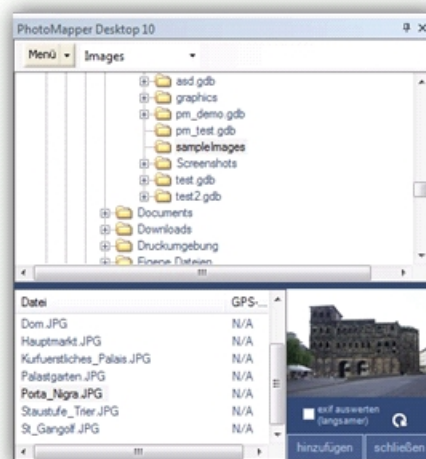 PhotoMapper Desktop 10
Menü Images
asd.gdb
graphics
pm_demo.gdb
pm_test.gdb
sampleImages
Screenshots
test.gdb
test2.gdb
Documents
Downloads
Druckumgebung
Eigene Dateien
Datei GPS-...
Dom.JPG N/A
Hauptmarkt.JPG N/A
Kurfuerstliches_Palais.JPG N/A
Palastgarten.JPG N/A
Porta_Nigra.JPG N/A
Staustufe_Trier.JPG N/A
St_Gangolf.JPG N/A
exif auswerten
(langsamer)
hinzufügen schließen